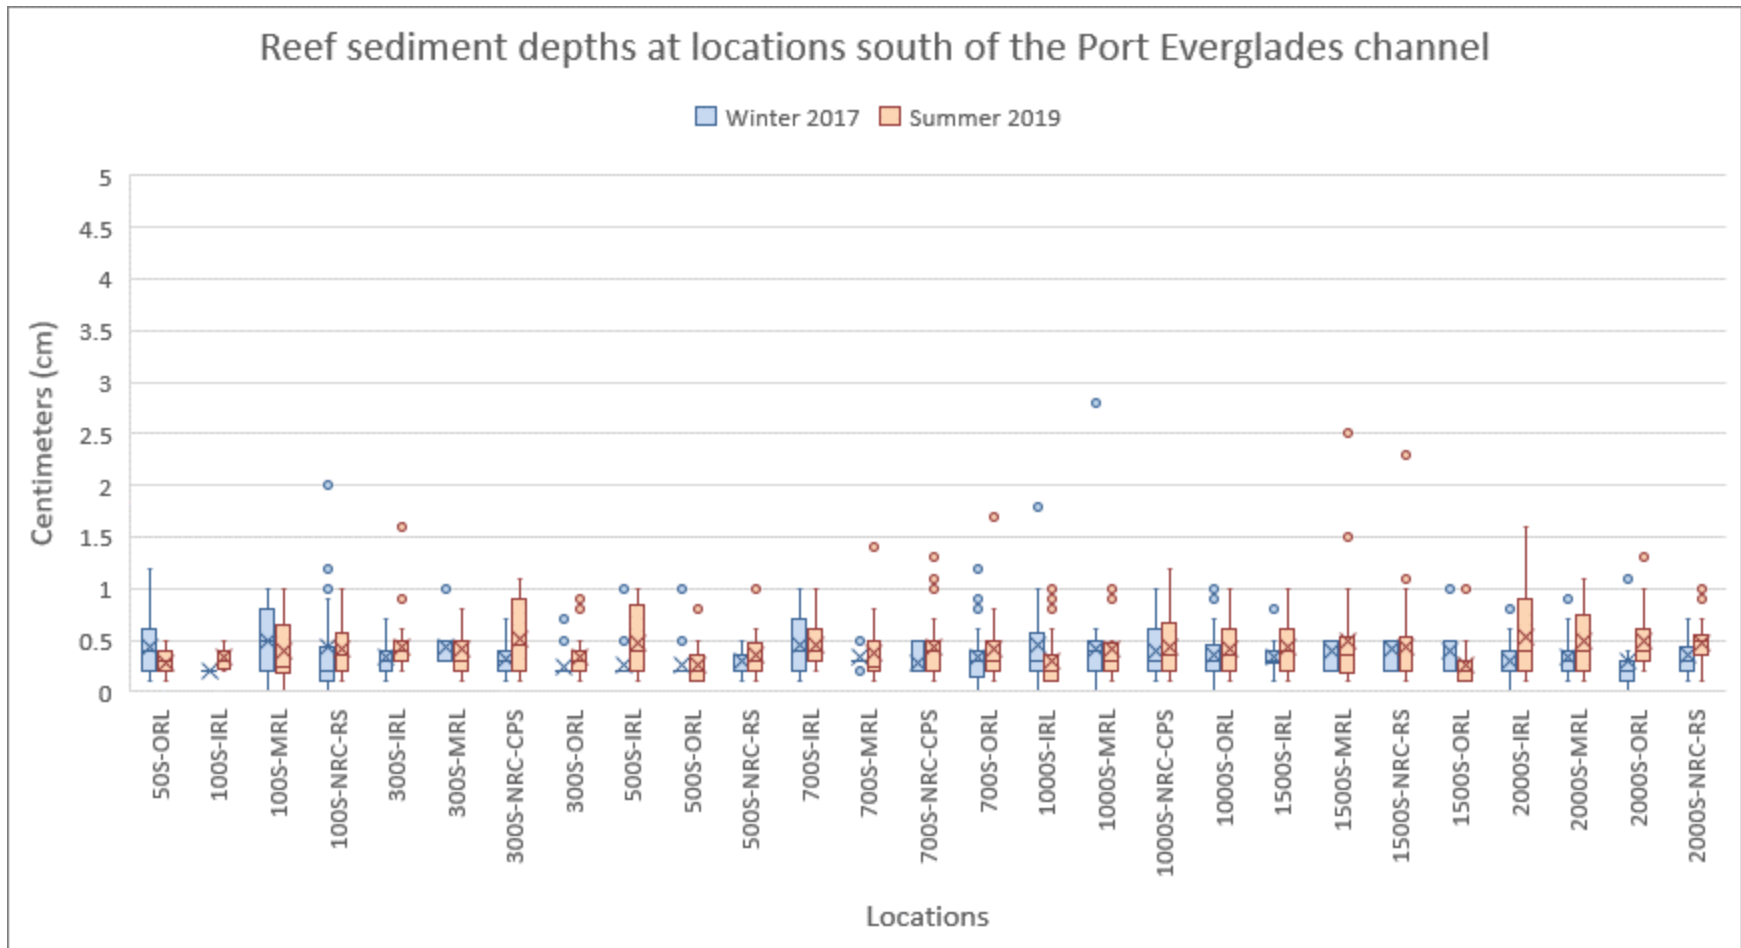 Reef sediment depths at locations south of the Port Everglades channel
Winter 2017 Summer 2019
5
4.5
4
3.5
3
2.5
2
1.5
1
0.5
0
Centimeters (cm)
50S-ORL
100S-IRL
100S-MRL
100S-NRC-RS
300S-IRL
300S-MRL
300S-NRC-CPS
300S-ORL
500S-IRL
500S-ORL
500S-NRC-RS
700S-IRL
700S-MRL
700S-NRC-CPS
700S-ORL
1000S-IRL
1000S-MRL
1000S-NRC-CPS
1000S-ORL
1500S-IRL
1500S-MRL
1500S-NRC-RS
1500S-ORL
2000S-IRL
2000S-MRL
2000S-ORL
2000S-NRC-RS
Locations